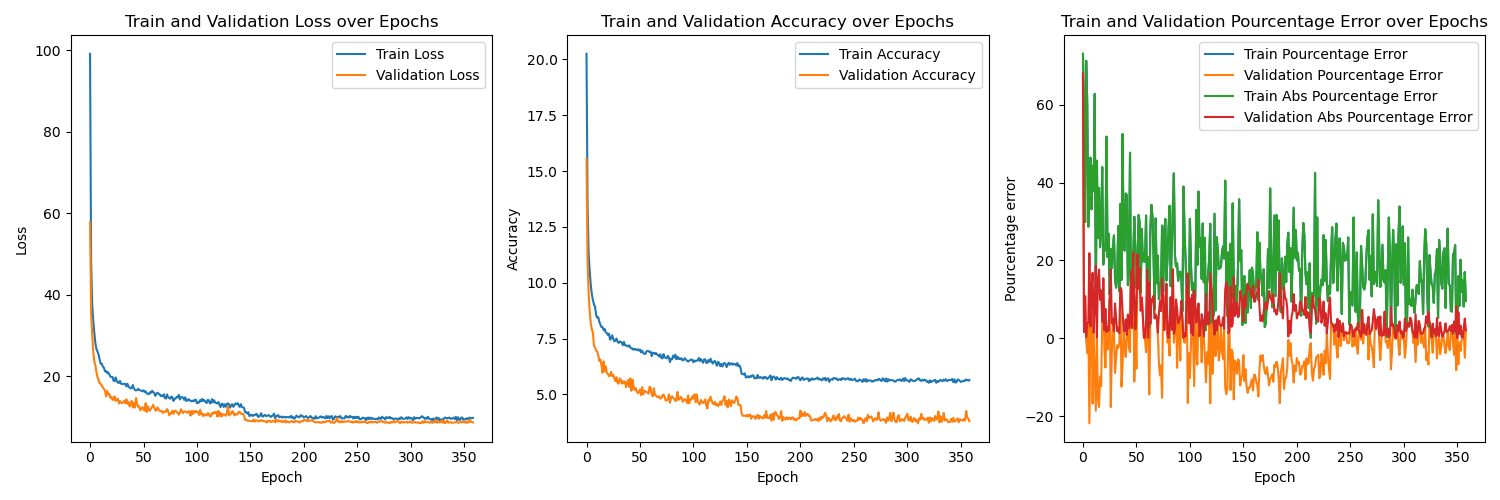 Train and Validation Loss over Epochs
100
80
60
40
20
Loss
0 50 100 150 200 250 300 350
Epoch
Train Loss
Validation Loss
Train and Validation Accuracy over Epochs
20.0
17.5
15.0
12.5
10.0
7.5
5.0
Accuracy
0 50 100 150 200 250 300 350
Epoch
Train Accuracy
Validation Accuracy
Train and Validation Pourcentage Error over Epochs
60
40
20
0
−20
Pourcentage error
0 50 100 150 200 250 300 350
Epoch
Train Pourcentage Error
Validation Pourcentage Error
Train Abs Pourcentage Error
Validation Abs Pourcentage Error